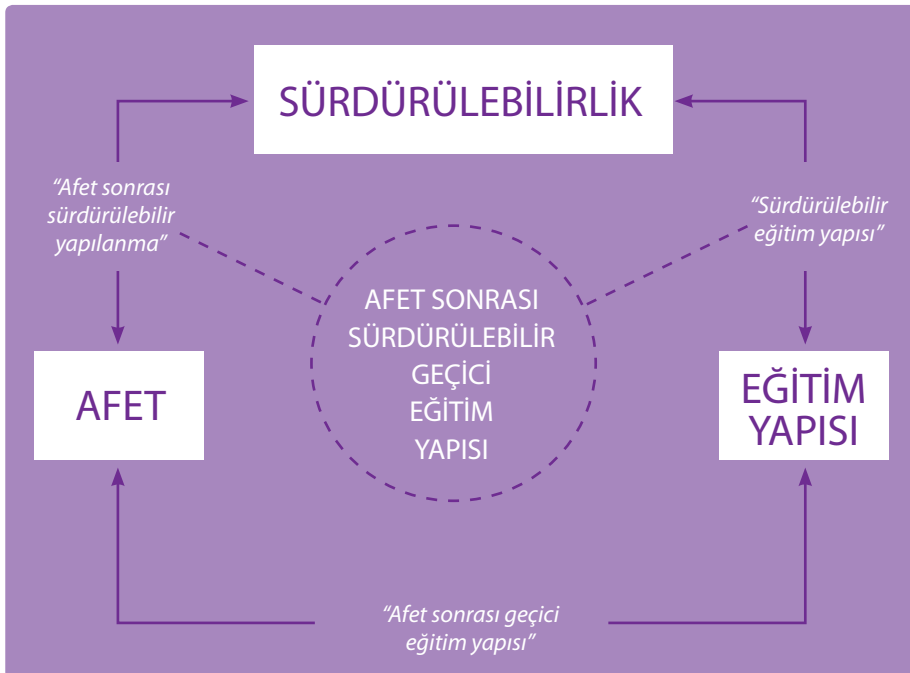 SÜRDÜRÜLEBİLİRLİK
“Afet sonrası
sürdürülebilir
yapılanma”
“Sürdürülebilir
eğitim yapısı”
AFET SONRASI
SÜRDÜRÜLEBİLİR
GEÇİCİ
EĞİTİM
YAPISI
AFET
EĞİTİM
YAPISI
“Afet sonrası geçici
eğitim yapısı”